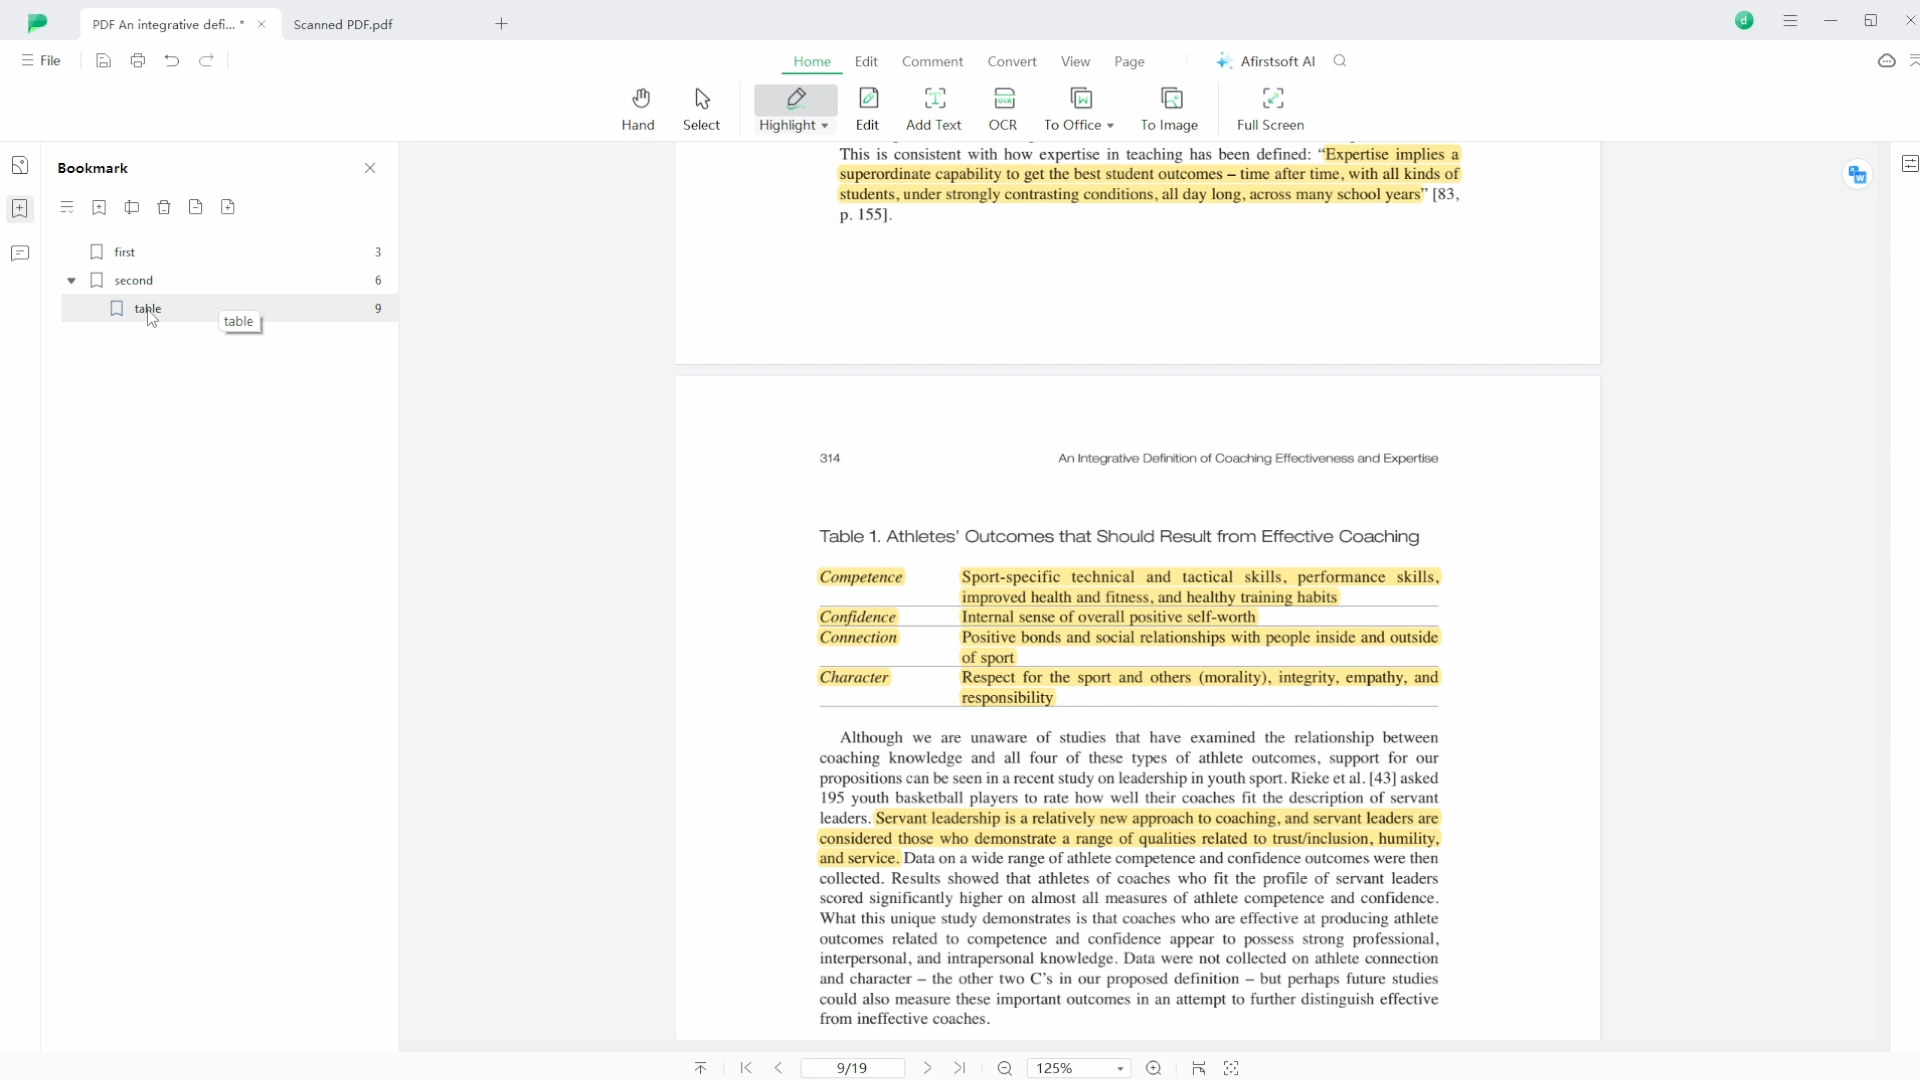 PDF An integrative defi... *
Scanned PDF.pdf
d
File
Home
Edit
Comment
Convert
View
Page
Afirstsoft AI
Hand
Select
Highlight
Edit
Add Text
OCR
OCR
To Office
To Image
Full Screen
Bookmark
first 3
second 6
table 9
table
This is consistent with how expertise in teaching has been defined: “Expertise implies a
superordinate capability to get the best student outcomes – time after time, with all kinds of
students, under strongly contrasting conditions, all day long, across many school years” [83,
p. 155].
314 An Integrative Definition of Coaching Effectiveness and Expertise
Table 1. Athletes’ Outcomes that Should Result from Effective Coaching
Competence Sport-specific technical and tactical skills, performance skills,
improved health and fitness, and healthy training habits
Confidence Internal sense of overall positive self-worth
Connection Positive bonds and social relationships with people inside and outside
of sport
Character Respect for the sport and others (morality), integrity, empathy, and
responsibility
Although we are unaware of studies that have examined the relationship between
coaching knowledge and all four of these types of athlete outcomes, support for our
propositions can be seen in a recent study on leadership in youth sport. Rieke et al. [43] asked
195 youth basketball players to rate how well their coaches fit the description of servant
leaders. Servant leadership is a relatively new approach to coaching, and servant leaders are
considered those who demonstrate a range of qualities related to trust/inclusion, humility,
and service. Data on a wide range of athlete competence and confidence outcomes were then
collected. Results showed that athletes of coaches who fit the profile of servant leaders
scored significantly higher on almost all measures of athlete competence and confidence.
What this unique study demonstrates is that coaches who are effective at producing athlete
outcomes related to competence and confidence appear to possess strong professional,
interpersonal, and intrapersonal knowledge. Data were not collected on athlete connection
and character – the other two C’s in our proposed definition – but perhaps future studies
could also measure these important outcomes in an attempt to further distinguish effective
from ineffective coaches.
9/19
125%